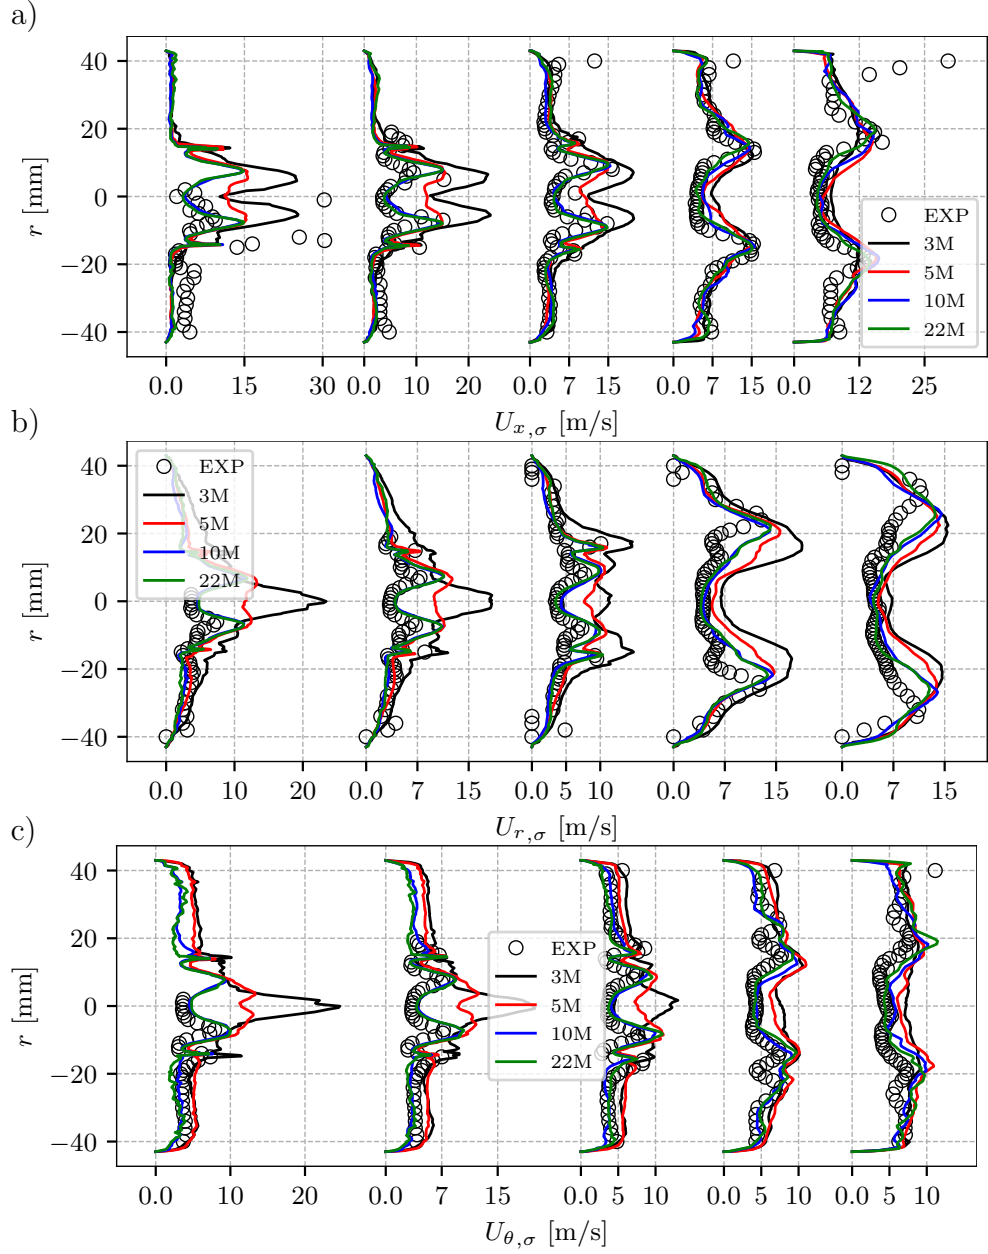 a)
40
20
0
−20
−40
r [mm]
EXP
3M
5M
10M
22M
0.0 15 30 0.0 15 24 0.0 7 15 0.0 7 15 0.0 12 25
U_{x,σ} [m/s]
b)
40
20
0
−20
−40
r [mm]
EXP
3M
5M
10M
22M
0.0 10 20 0.0 7 15 0.0 5 10 0.0 7 15 0.0 7 15
U_{r,σ} [m/s]
c)
40
20
0
−20
−40
r [mm]
EXP
3M
5M
10M
22M
0.0 10 20 0.0 7 15 0.0 5 10 0.0 5 10 0.0 5 10
U_{θ,σ} [m/s]